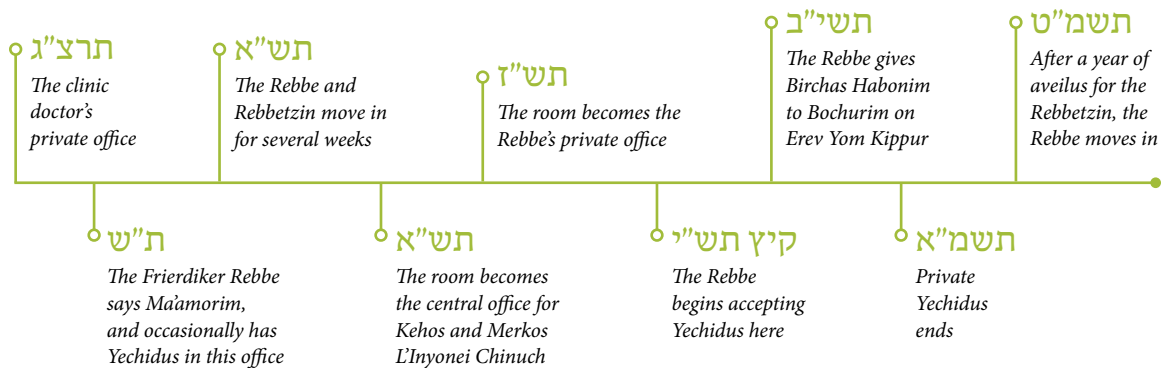 תרצ"ג
The clinic
doctor's
private office
ת"ש
The Frierdiker Rebbe
says Ma'amorim,
and occasionally has
Yechidus in this office
תש"א
The Rebbe and
Rebbetzin move in
for several weeks
תש"א
The room becomes
the central office for
Kehos and Merkos
L'Inyonei Chinuch
תש"ז
The room becomes the
Rebbe's private office
קיץ תש"י
The Rebbe
begins accepting
Yechidus here
תשי"ב
The Rebbe gives
Birchas Habonim
to Bochurim on
Erev Yom Kippur
תשמ"א
Private
Yechidus
ends
תשמ"ט
After a year of
aveilus for the
Rebbetzin, the
Rebbe moves in